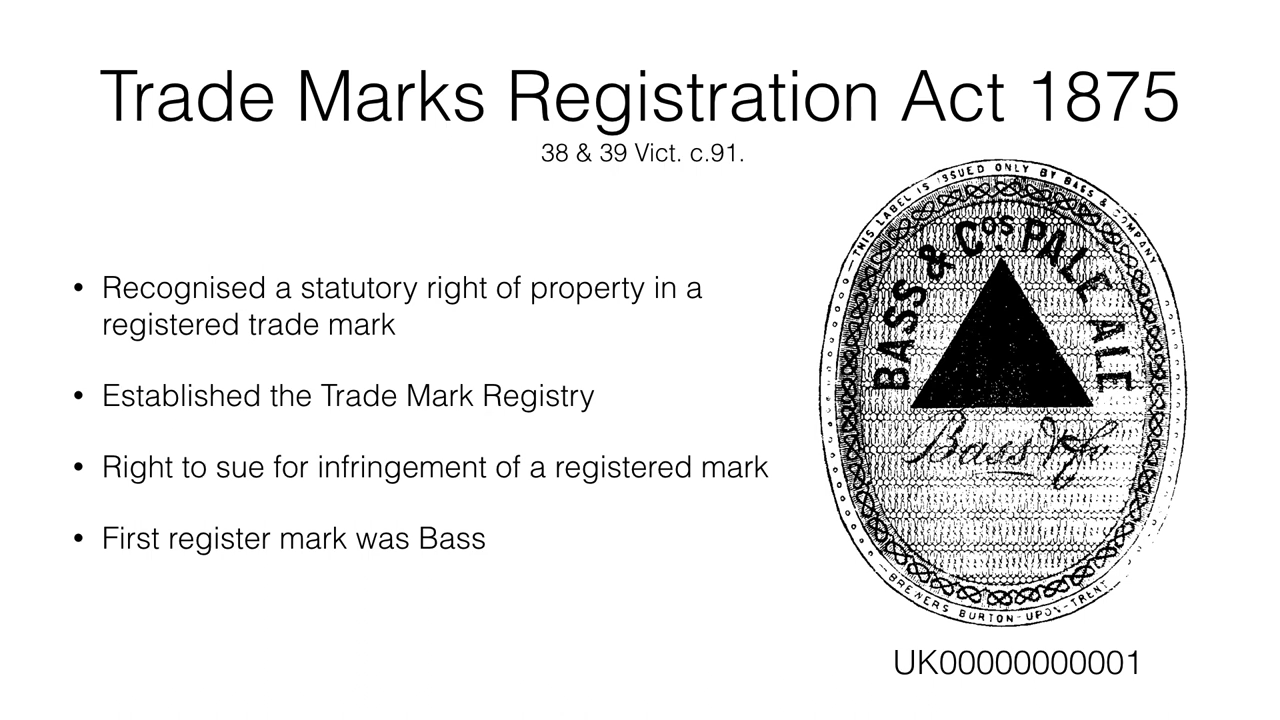 Trade Marks Registration Act 1875
38 & 39 Vict. c.91.
• Recognised a statutory right of property in a
registered trade mark
• Established the Trade Mark Registry
• Right to sue for infringement of a registered mark
• First register mark was Bass
THIS LABEL IS ISSUED ONLY BY BASS & COMPANY
BASS & Cos. PALE ALE
Bass & Co
BREWERS BURTON-UPON-TRENT
UK00000000001